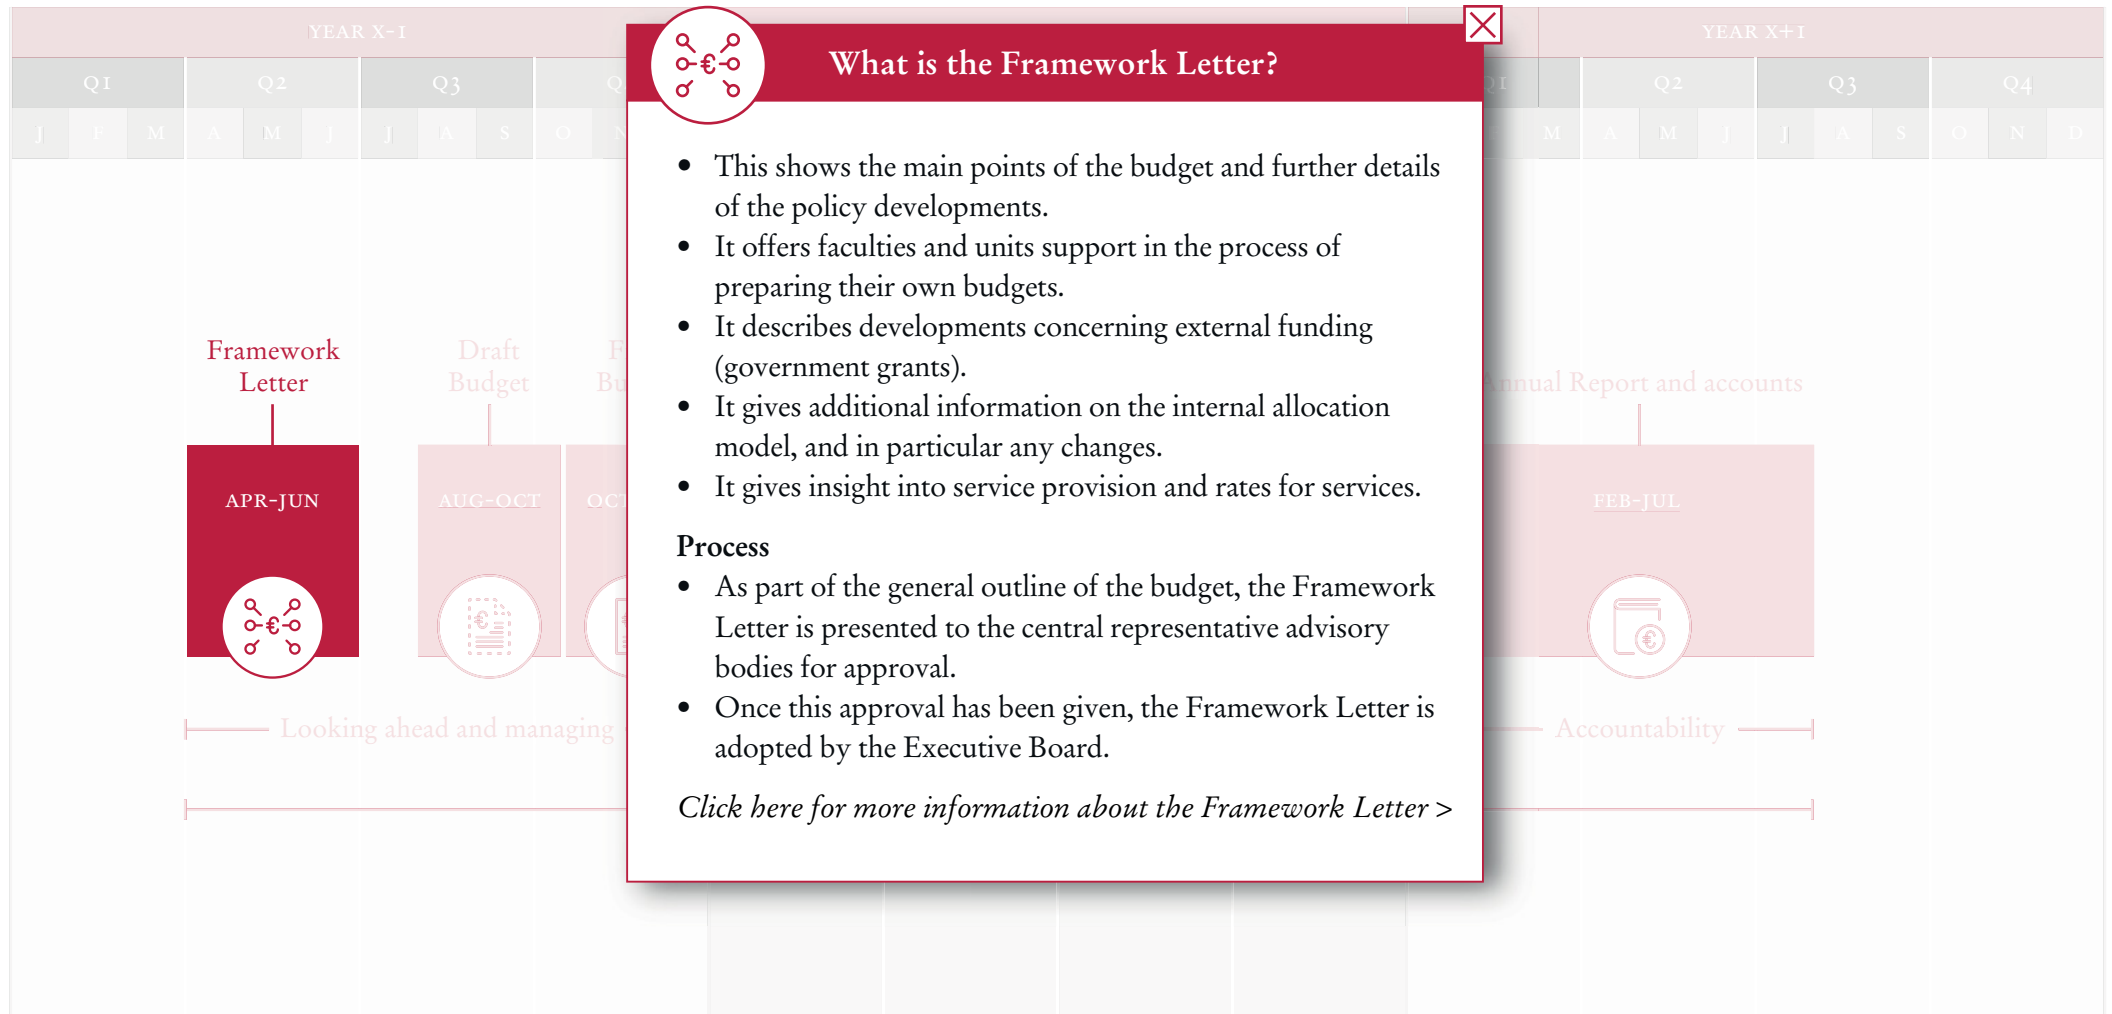 YEAR X-1
YEAR X+1
Q1
Q2
Q3
Q1
Q2
Q3
Q4
J F M A M J J A S O N
M A M J J A S O N D
What is the Framework Letter?
• This shows the main points of the budget and further details
of the policy developments.
• It offers faculties and units support in the process of
preparing their own budgets.
• It describes developments concerning external funding
(government grants).
• It gives additional information on the internal allocation
model, and in particular any changes.
• It gives insight into service provision and rates for services.
Process
• As part of the general outline of the budget, the Framework
Letter is presented to the central representative advisory
bodies for approval.
• Once this approval has been given, the Framework Letter is
adopted by the Executive Board.
Click here for more information about the Framework Letter >
Framework
Letter
APR-JUN
Draft
Budget
AUG-OCT
OCT
Looking ahead and managing
Annual Report and accounts
FEB-JUL
Accountability